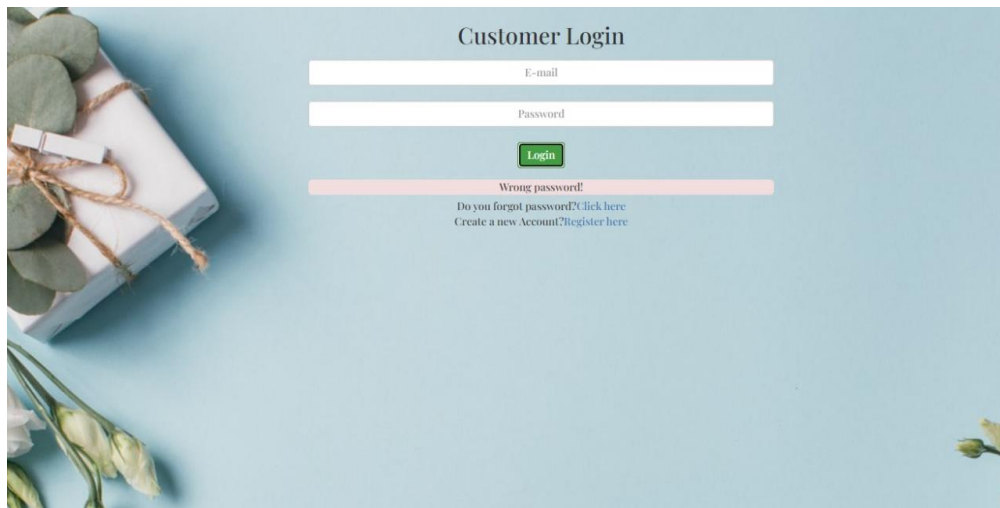 Customer Login
E-mail
Password
Login
Wrong password!
Do you forgot password?Click here
Create a new Account?Register here